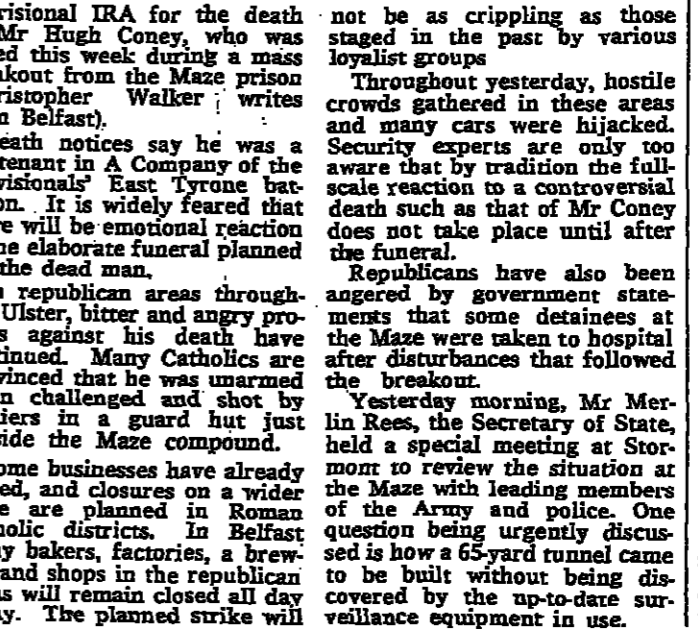 risional IRA for the death
Mr Hugh Coney, who was
ed this week during a mass
akout from the Maze prison
ristopher Walker writes
n Belfast).
eath notices say he was a
tenant in A Company of the
visionals' East Tyrone bat-
on. It is widely feared that
re will be emotional reaction
he elaborate funeral planned
the dead man.
n republican areas through-
Ulster, bitter and angry pro-
s against his death have
tinued. Many Catholics are
vinced that he was unarmed
n challenged and shot by
iers in a guard hut just
side the Maze compound.
ome businesses have already
ed, and closures on a wider
e are planned in Roman
holic districts. In Belfast
y bakers, factories, a brew-
and shops in the republican
as will remain closed all day
ay. The planned strike will
not be as crippling as those
staged in the past by various
loyalist groups
Throughout yesterday, hostile
crowds gathered in these areas
and many cars were hijacked.
Security experts are only too
aware that by tradition the full-
scale reaction to a controversial
death such as that of Mr Coney
does not take place until after
the funeral.
Republicans have also been
angered by government state-
ments that some detainees at
the Maze were taken to hospital
after disturbances that followed
the breakout.
Yesterday morning, Mr Mer-
lin Rees, the Secretary of State,
held a special meeting at Stor-
mont to review the situation at
the Maze with leading members
of the Army and police. One
question being urgently discus-
sed is how a 65-yard tunnel came
to be built without being dis-
covered by the up-to-date sur-
veillance equipment in use.